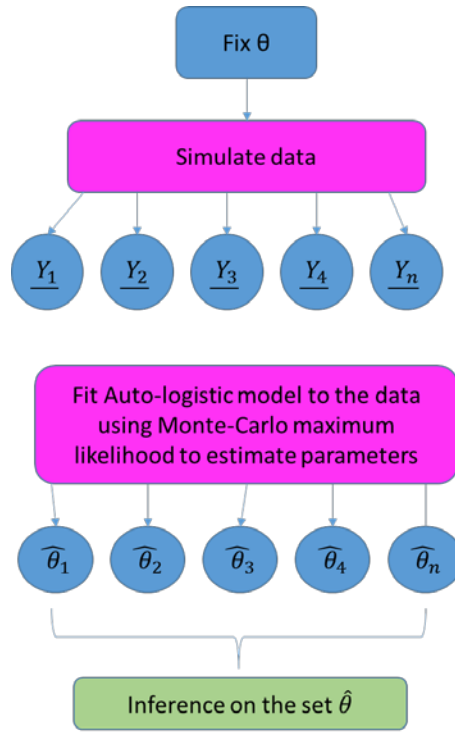 Fix θ
Simulate data
Y₁ Y₂ Y₃ Y₄ Yₙ
Fit Auto-logistic model to the data
using Monte-Carlo maximum
likelihood to estimate parameters
θ̂₁ θ̂₂ θ̂₃ θ̂₄ θ̂ₙ
Inference on the set θ̂